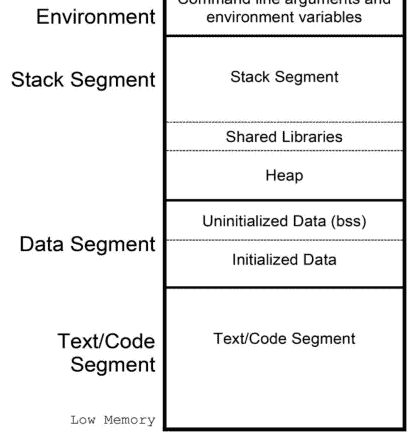 Command line arguments and
Environment
environment variables
Stack Segment
Stack Segment
Shared Libraries
Heap
Uninitialized Data (bss)
Data Segment
Initialized Data
Text/Code
Segment
Text/Code Segment
Low Memory